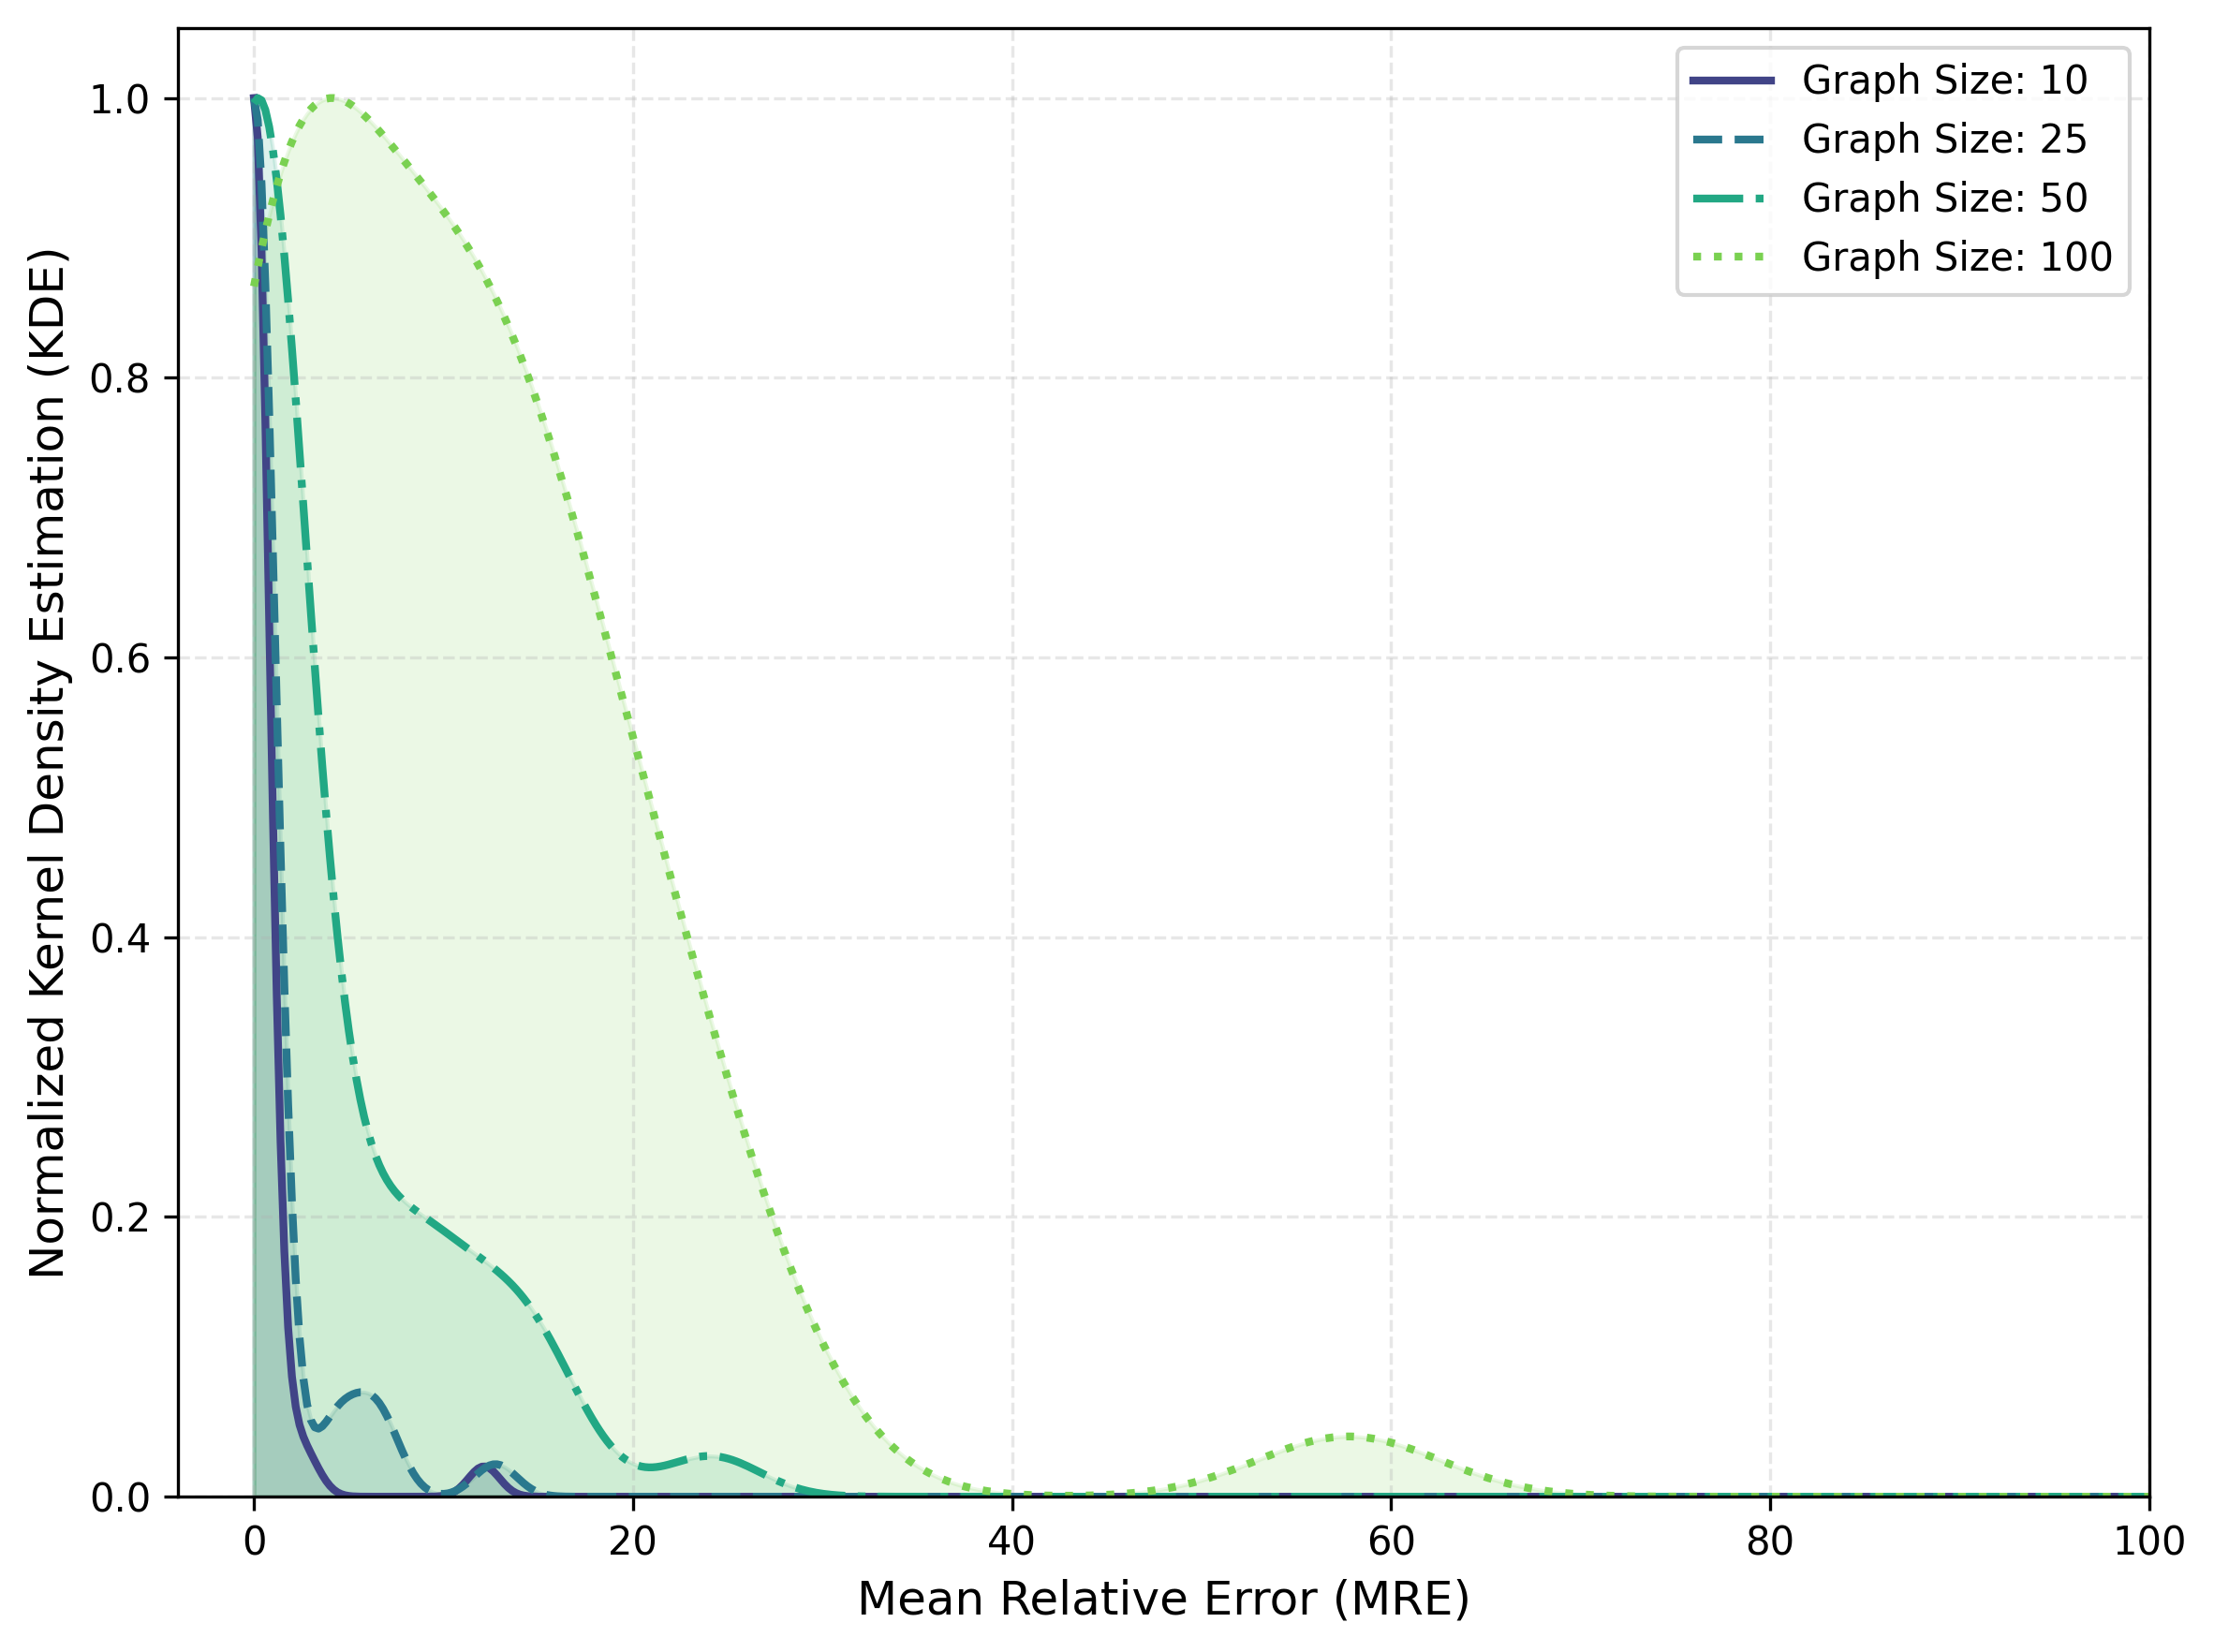 Normalized Kernel Density Estimation (KDE)
1.0
0.8
0.6
0.4
0.2
0.0
Graph Size: 10
Graph Size: 25
Graph Size: 50
Graph Size: 100
0 20 40 60 80 100
Mean Relative Error (MRE)